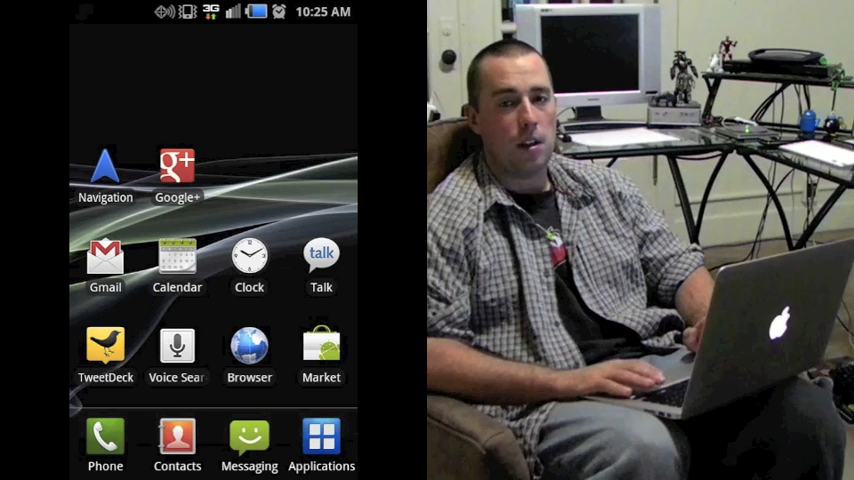 3G 10:25 AM
g+
Navigation Google+
talk
Gmail Calendar Clock Talk
TweetDeck Voice Sear Browser Market
Phone Contacts Messaging Applications